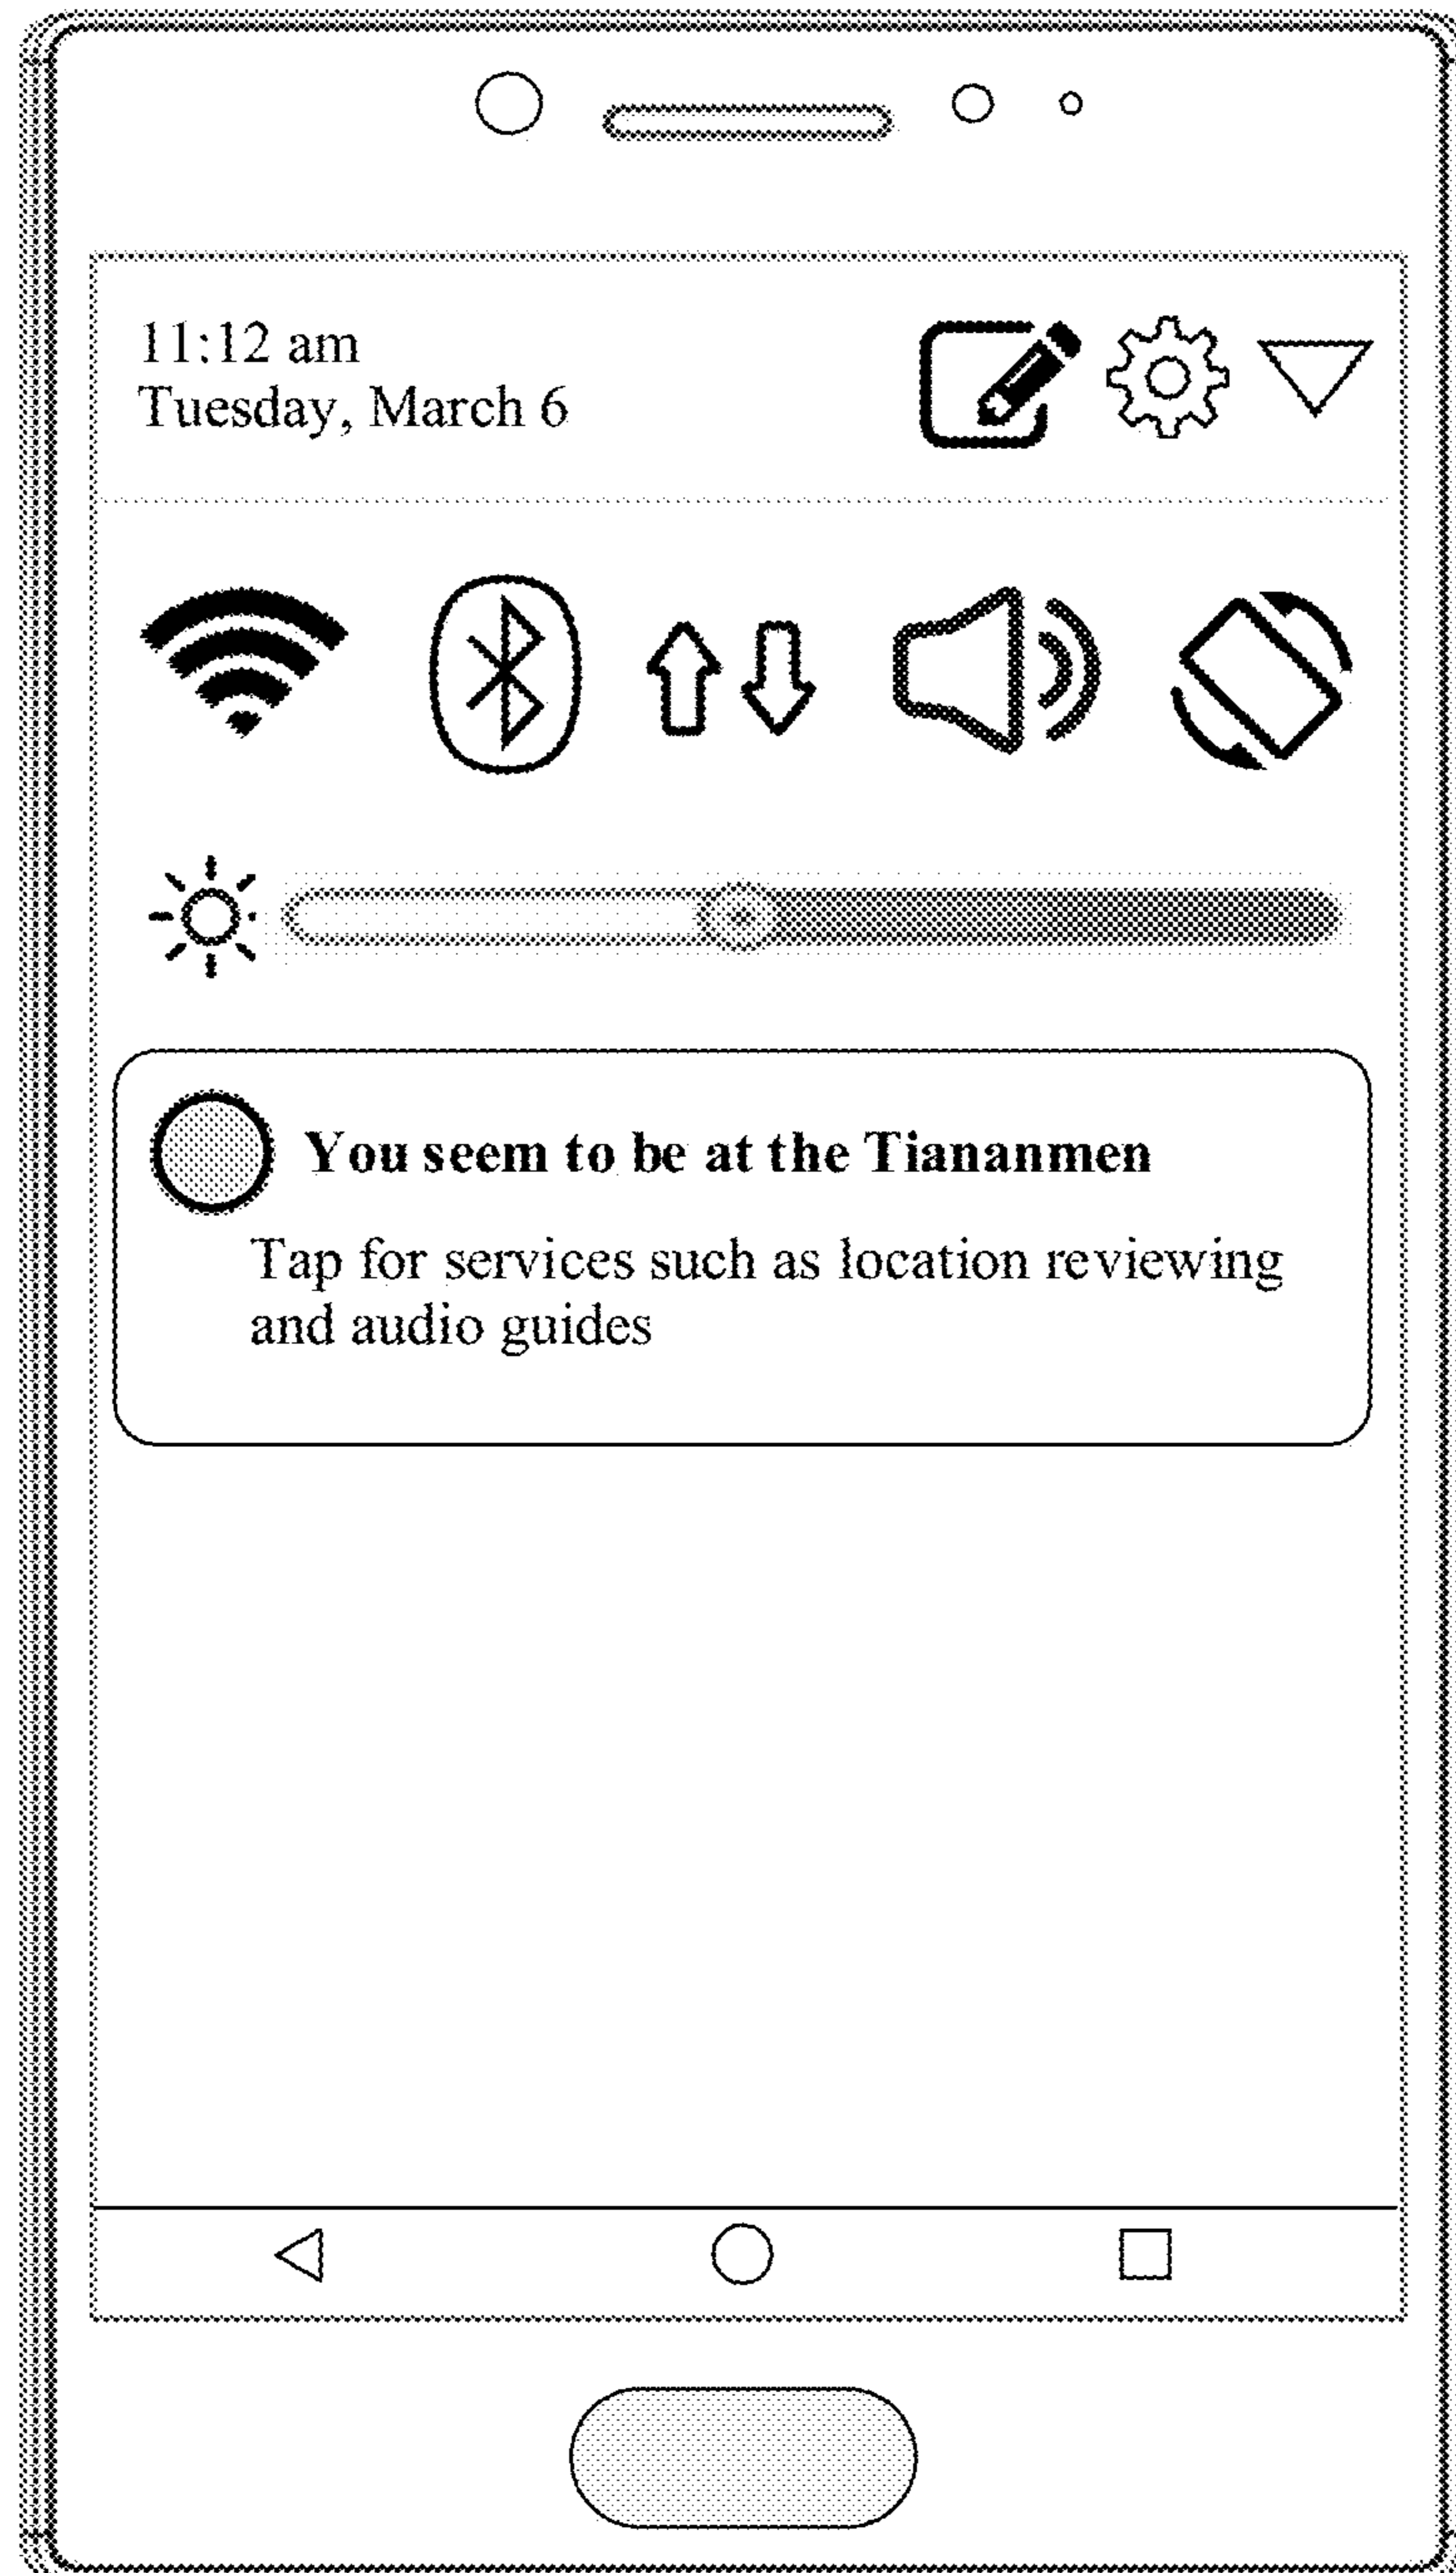 11:12 am
Tuesday, March 6
You seem to be at the Tiananmen
Tap for services such as location reviewing
and audio guides